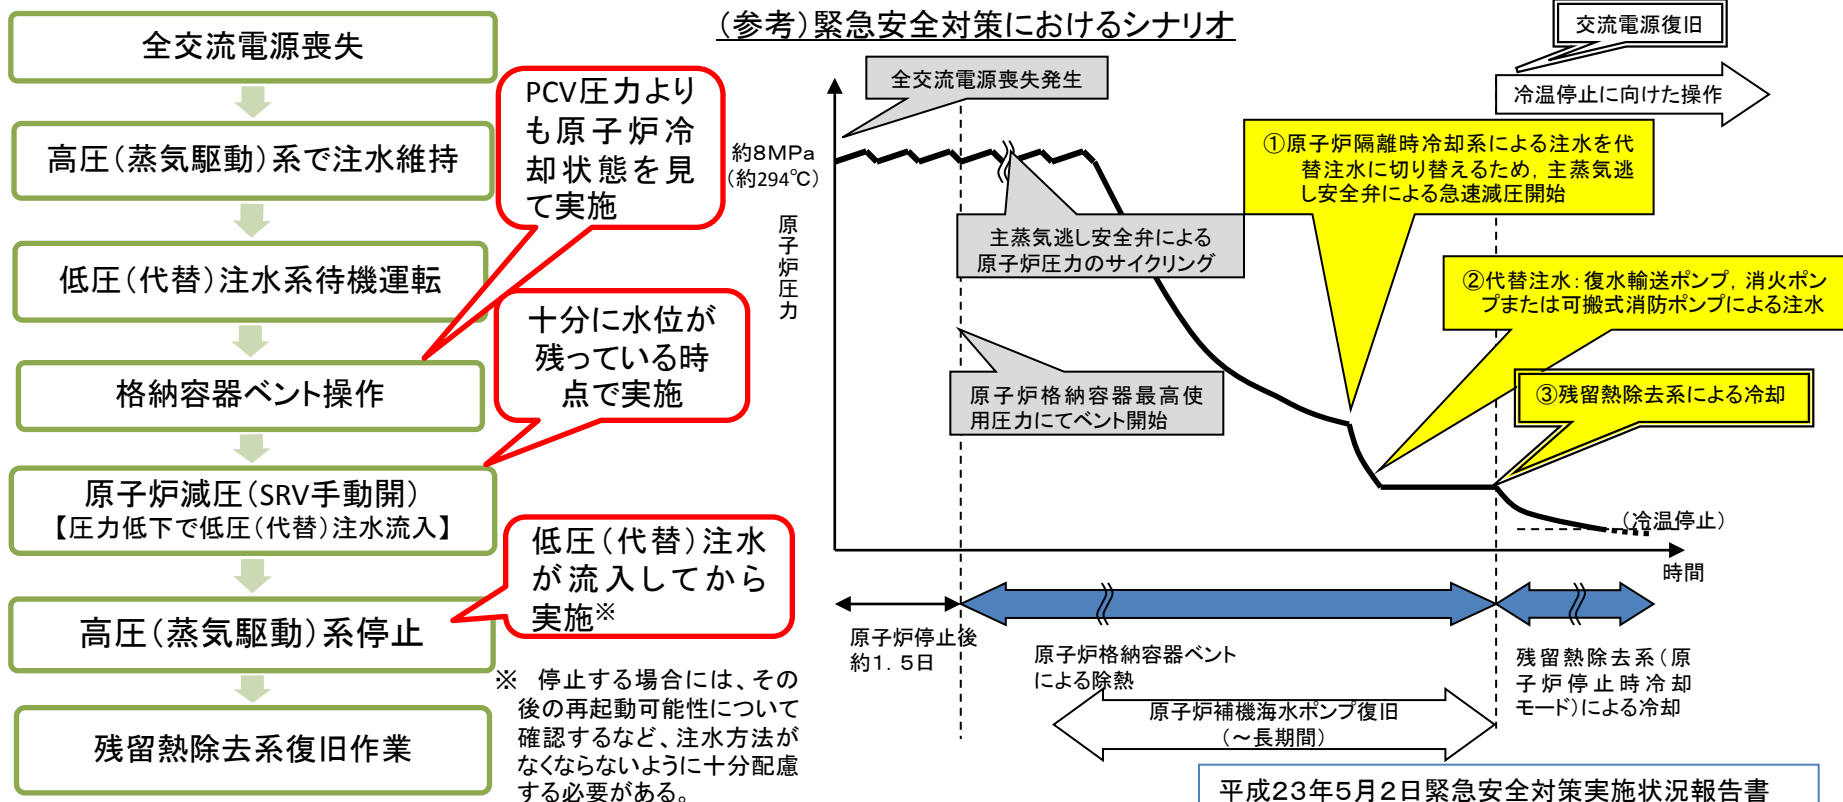 (参考)緊急安全対策におけるシナリオ
全交流電源喪失
高圧(蒸気駆動)系で注水維持
低圧(代替)注水系待機運転
格納容器ベント操作
原子炉減圧(SRV手動開)
【圧力低下で低圧(代替)注水流入】
高圧(蒸気駆動)系停止
残留熱除去系復旧作業
PCV圧力より
も原子炉冷
却状態を見
て実施
十分に水位が
残っている時
点で実施
低圧(代替)注水
が流入してから
実施※
※ 停止する場合には、その
後の再起動可能性について
確認するなど、注水方法が
なくならないように十分配慮
する必要がある。
交流電源復旧
冷温停止に向けた操作
全交流電源喪失発生
約8MPa
(約294℃)
原子炉圧力
主蒸気逃し安全弁による
原子炉圧力のサイクリング
原子炉格納容器最高使
用圧力にてベント開始
①原子炉隔離時冷却系による注水を代
替注水に切り替えるため,主蒸気逃
し安全弁による急速減圧開始
②代替注水:復水輸送ポンプ,消火ポン
プまたは可搬式消防ポンプによる注水
③残留熱除去系による冷却
(冷温停止)
時間
原子炉停止後
約1.5日
原子炉格納容器ベント
による除熱
残留熱除去系(原
子炉停止時冷却
モード)による冷却
原子炉補機海水ポンプ復旧
(~長期間)
平成23年5月2日緊急安全対策実施状況報告書